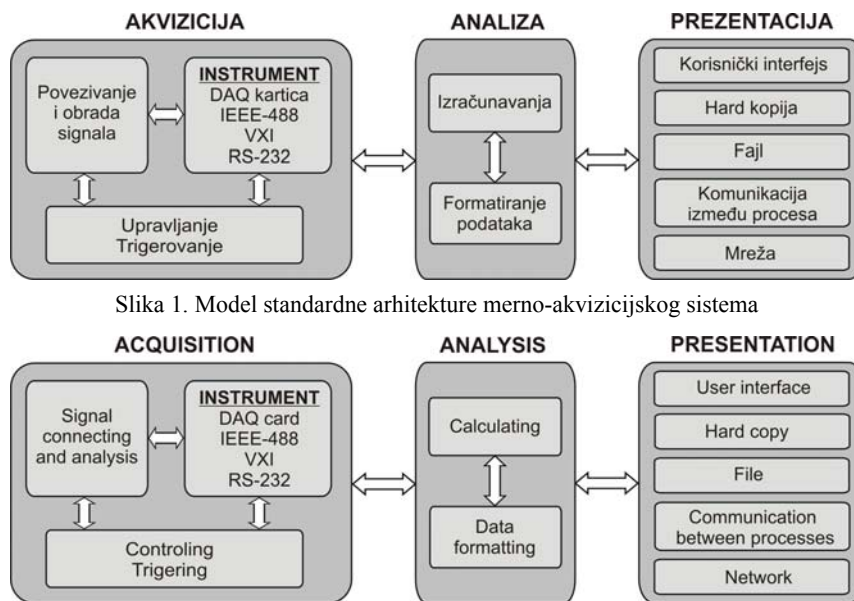 AKVIZICIJA
Povezivanje
i obrada
signala
INSTRUMENT
DAQ kartica
IEEE-488
VXI
RS-232
Upravljanje
Trigerovanje
ANALIZA
Izračunavanja
Formatiranje
podataka
PREZENTACIJA
Korisnički interfejs
Hard kopija
Fajl
Komunikacija
između procesa
Mreža
Slika 1. Model standardne arhitekture merno-akvizicijskog sistema
ACQUISITION
Signal
connecting
and analysis
INSTRUMENT
DAQ card
IEEE-488
VXI
RS-232
Controling
Trigering
ANALYSIS
Calculating
Data
formatting
PRESENTATION
User interface
Hard copy
File
Communication
between processes
Network